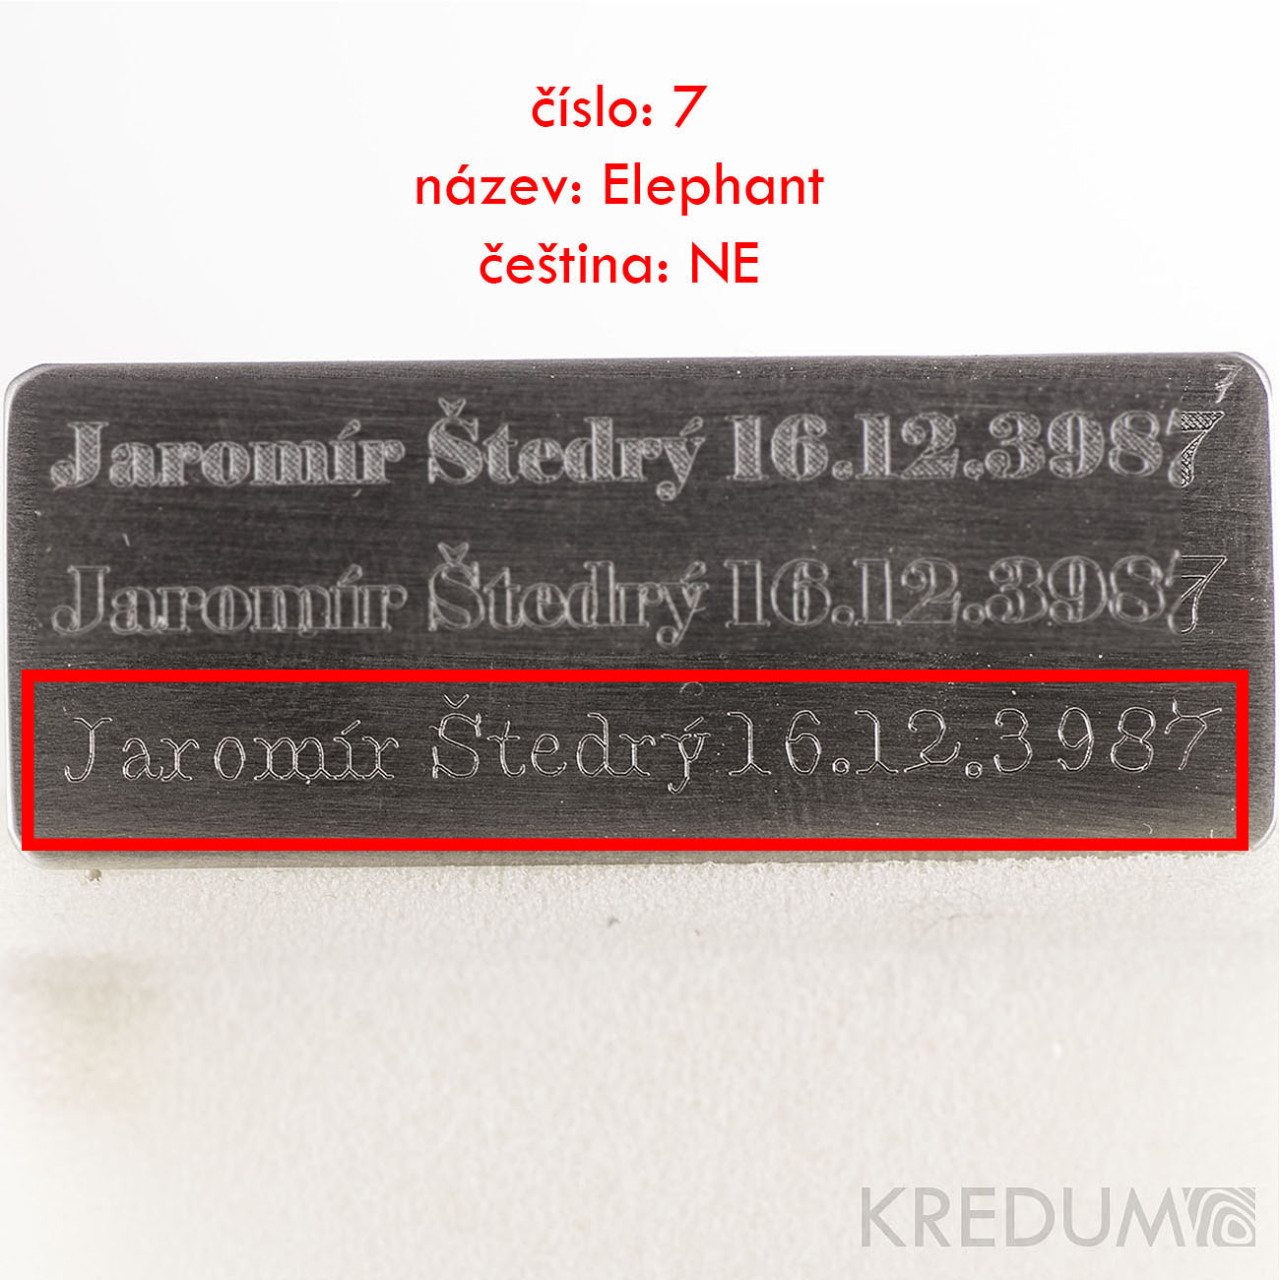 číslo: 7
název: Elephant
čeština: NE
7
Jaromír Štedrý 16.12.3987
Jaromír Štedrý 16.12.3987
Jaromír Štedrý 16.12.3987
KREDUM